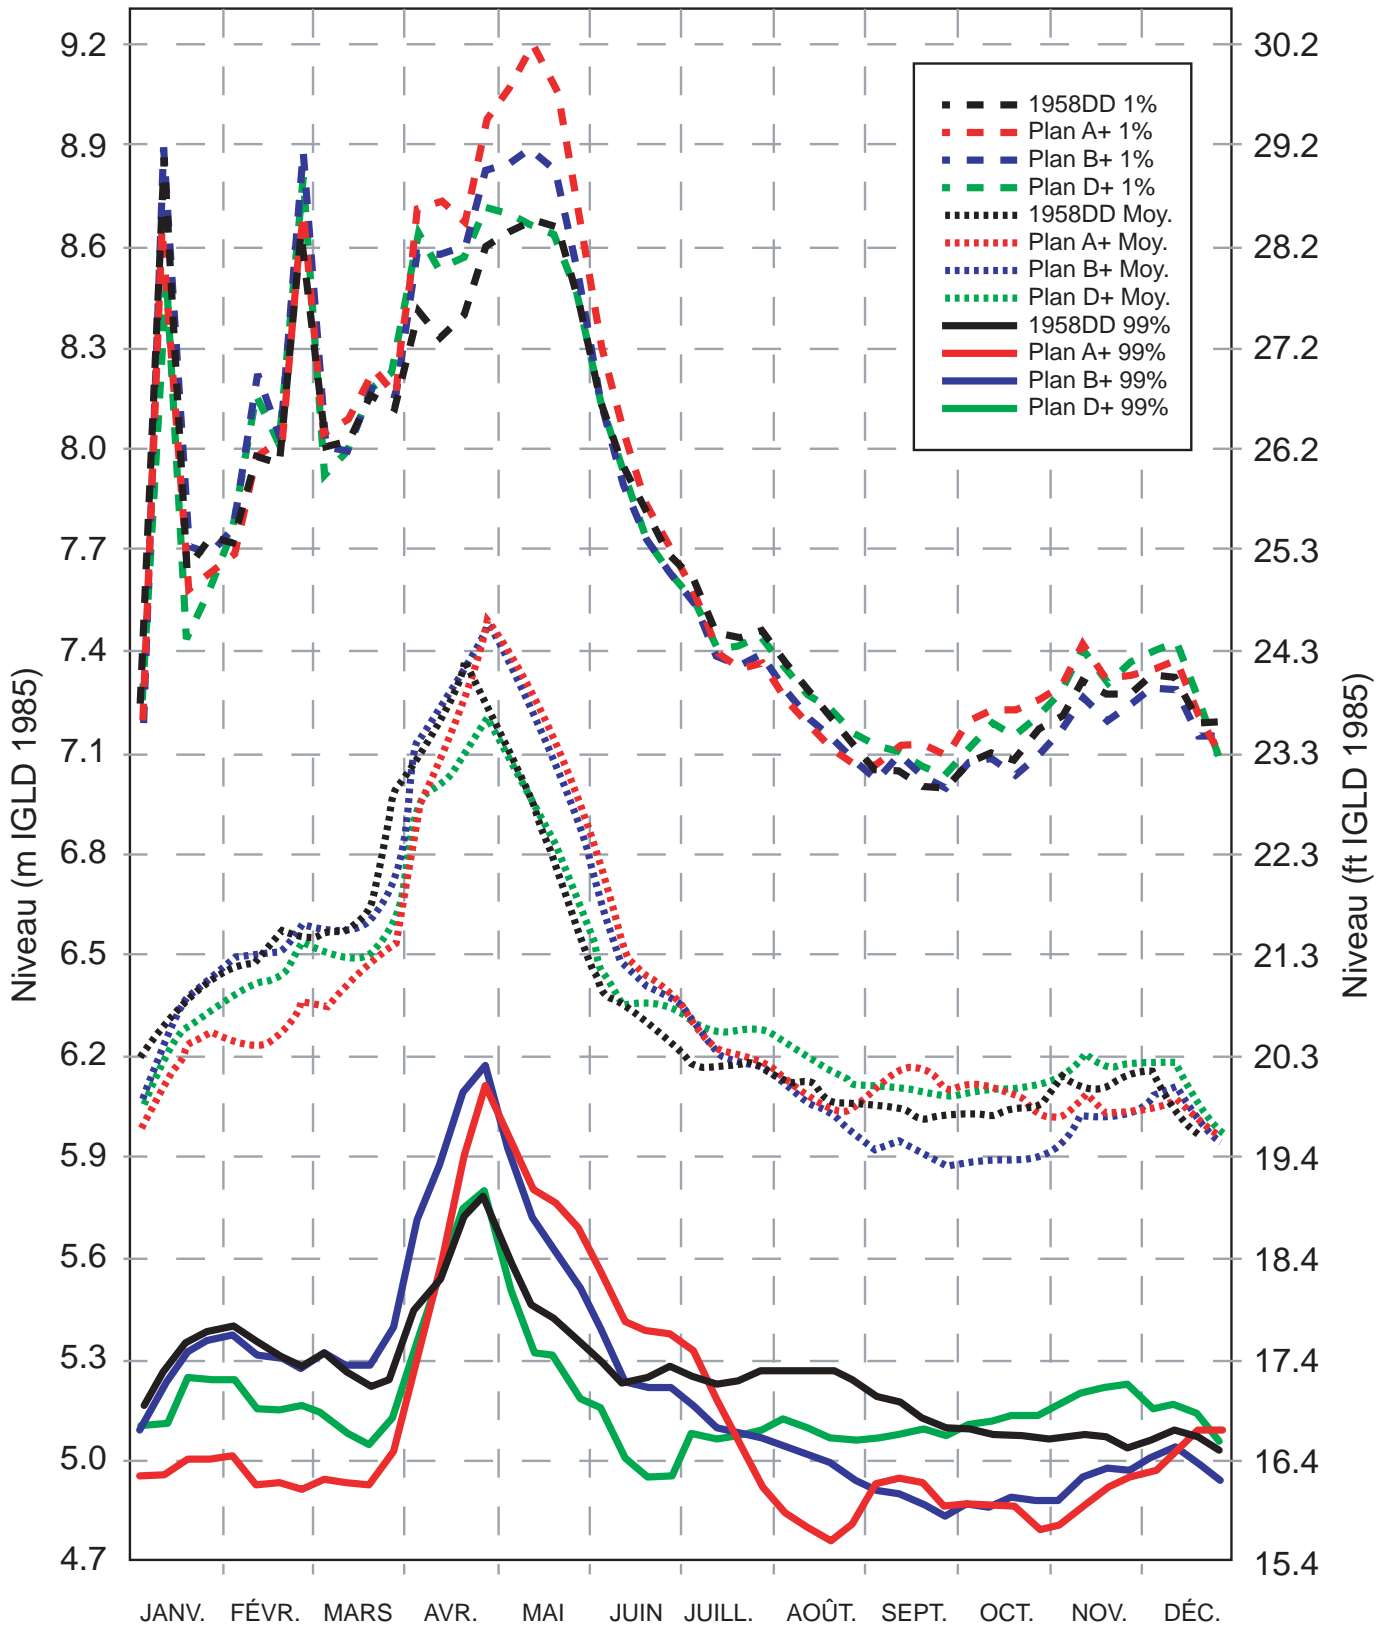 9.2
8.9
8.6
8.3
8.0
7.7
7.4
7.1
6.8
6.5
6.2
5.9
5.6
5.3
5.0
4.7
Niveau (m IGLD 1985)
30.2
29.2
28.2
27.2
26.2
25.3
24.3
23.3
22.3
21.3
20.3
19.4
18.4
17.4
16.4
15.4
Niveau (ft IGLD 1985)
1958DD 1%
Plan A+ 1%
Plan B+ 1%
Plan D+ 1%
1958DD Moy.
Plan A+ Moy.
Plan B+ Moy.
Plan D+ Moy.
1958DD 99%
Plan A+ 99%
Plan B+ 99%
Plan D+ 99%
JANV. FÉVR. MARS AVR. MAI JUIN JUILL. AOÛT. SEPT. OCT. NOV. DÉC.